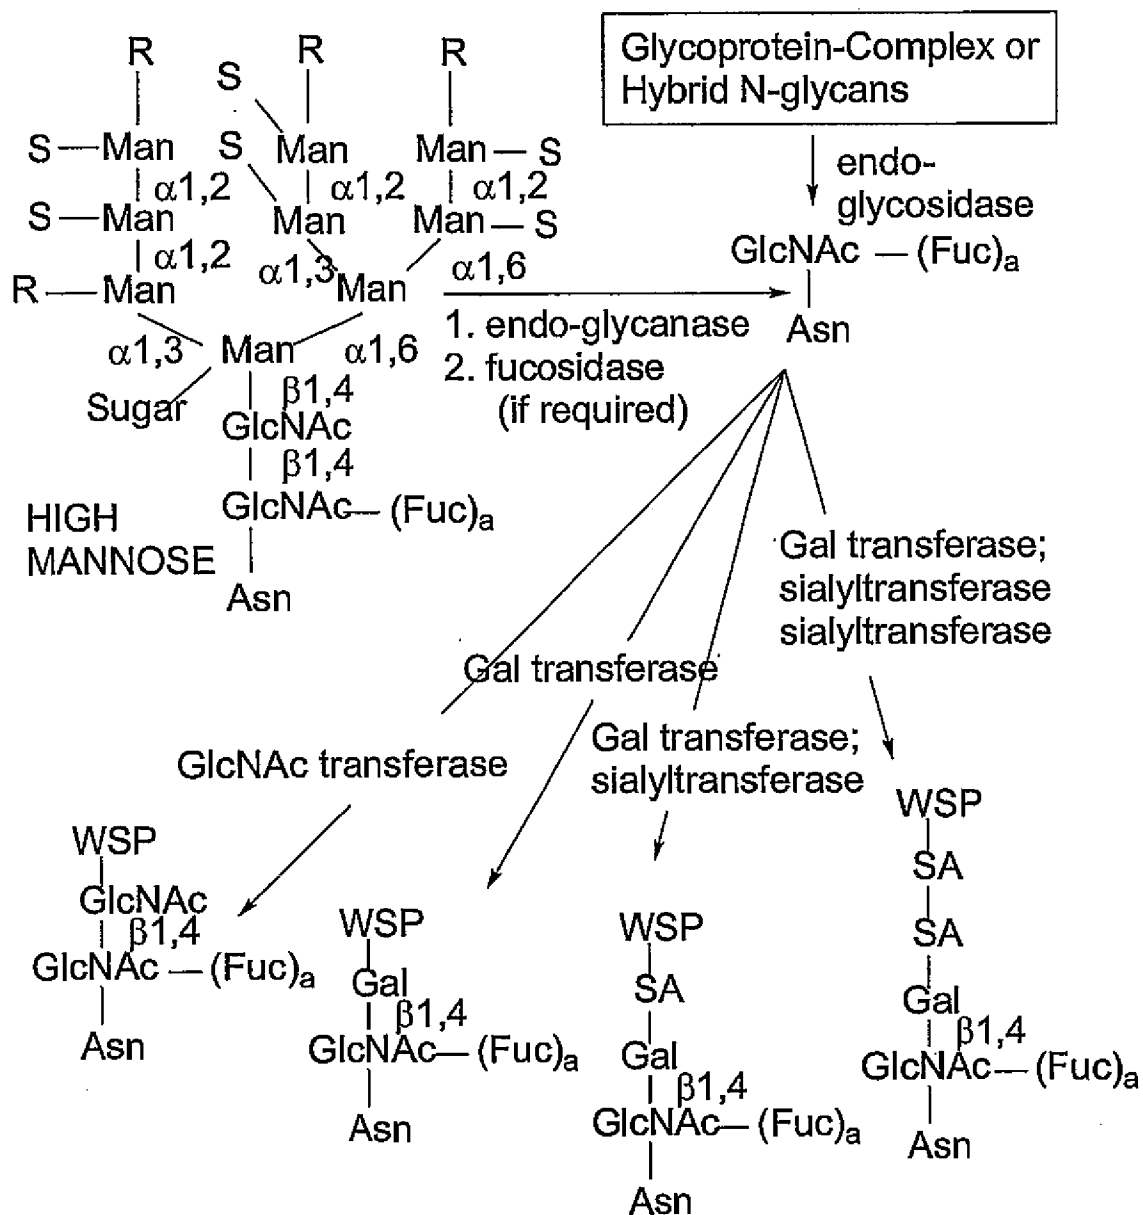 Glycoprotein-Complex or
Hybrid N-glycans
endo-
glycosidase
GlcNAc — (Fuc)a
Asn
R
R
R
S
S—Man
S
Man
Man—S
α1,2
α1,2
α1,2
S—Man
Man
Man—S
α1,2
α1,3
α1,6
R—Man
Man
α1,3
Man
α1,6
Sugar
β1,4
GlcNAc
β1,4
GlcNAc—(Fuc)a
Asn
HIGH
MANNOSE
1. endo-glycanase
2. fucosidase
(if required)
Gal transferase;
sialyltransferase
sialyltransferase
Gal transferase
Gal transferase;
sialyltransferase
GlcNAc transferase
WSP
GlcNAc
β1,4
GlcNAc — (Fuc)a
Asn
WSP
Gal
β1,4
GlcNAc—(Fuc)a
Asn
WSP
SA
Gal
β1,4
GlcNAc—(Fuc)a
Asn
WSP
SA
SA
Gal
β1,4
GlcNAc—(Fuc)a
Asn